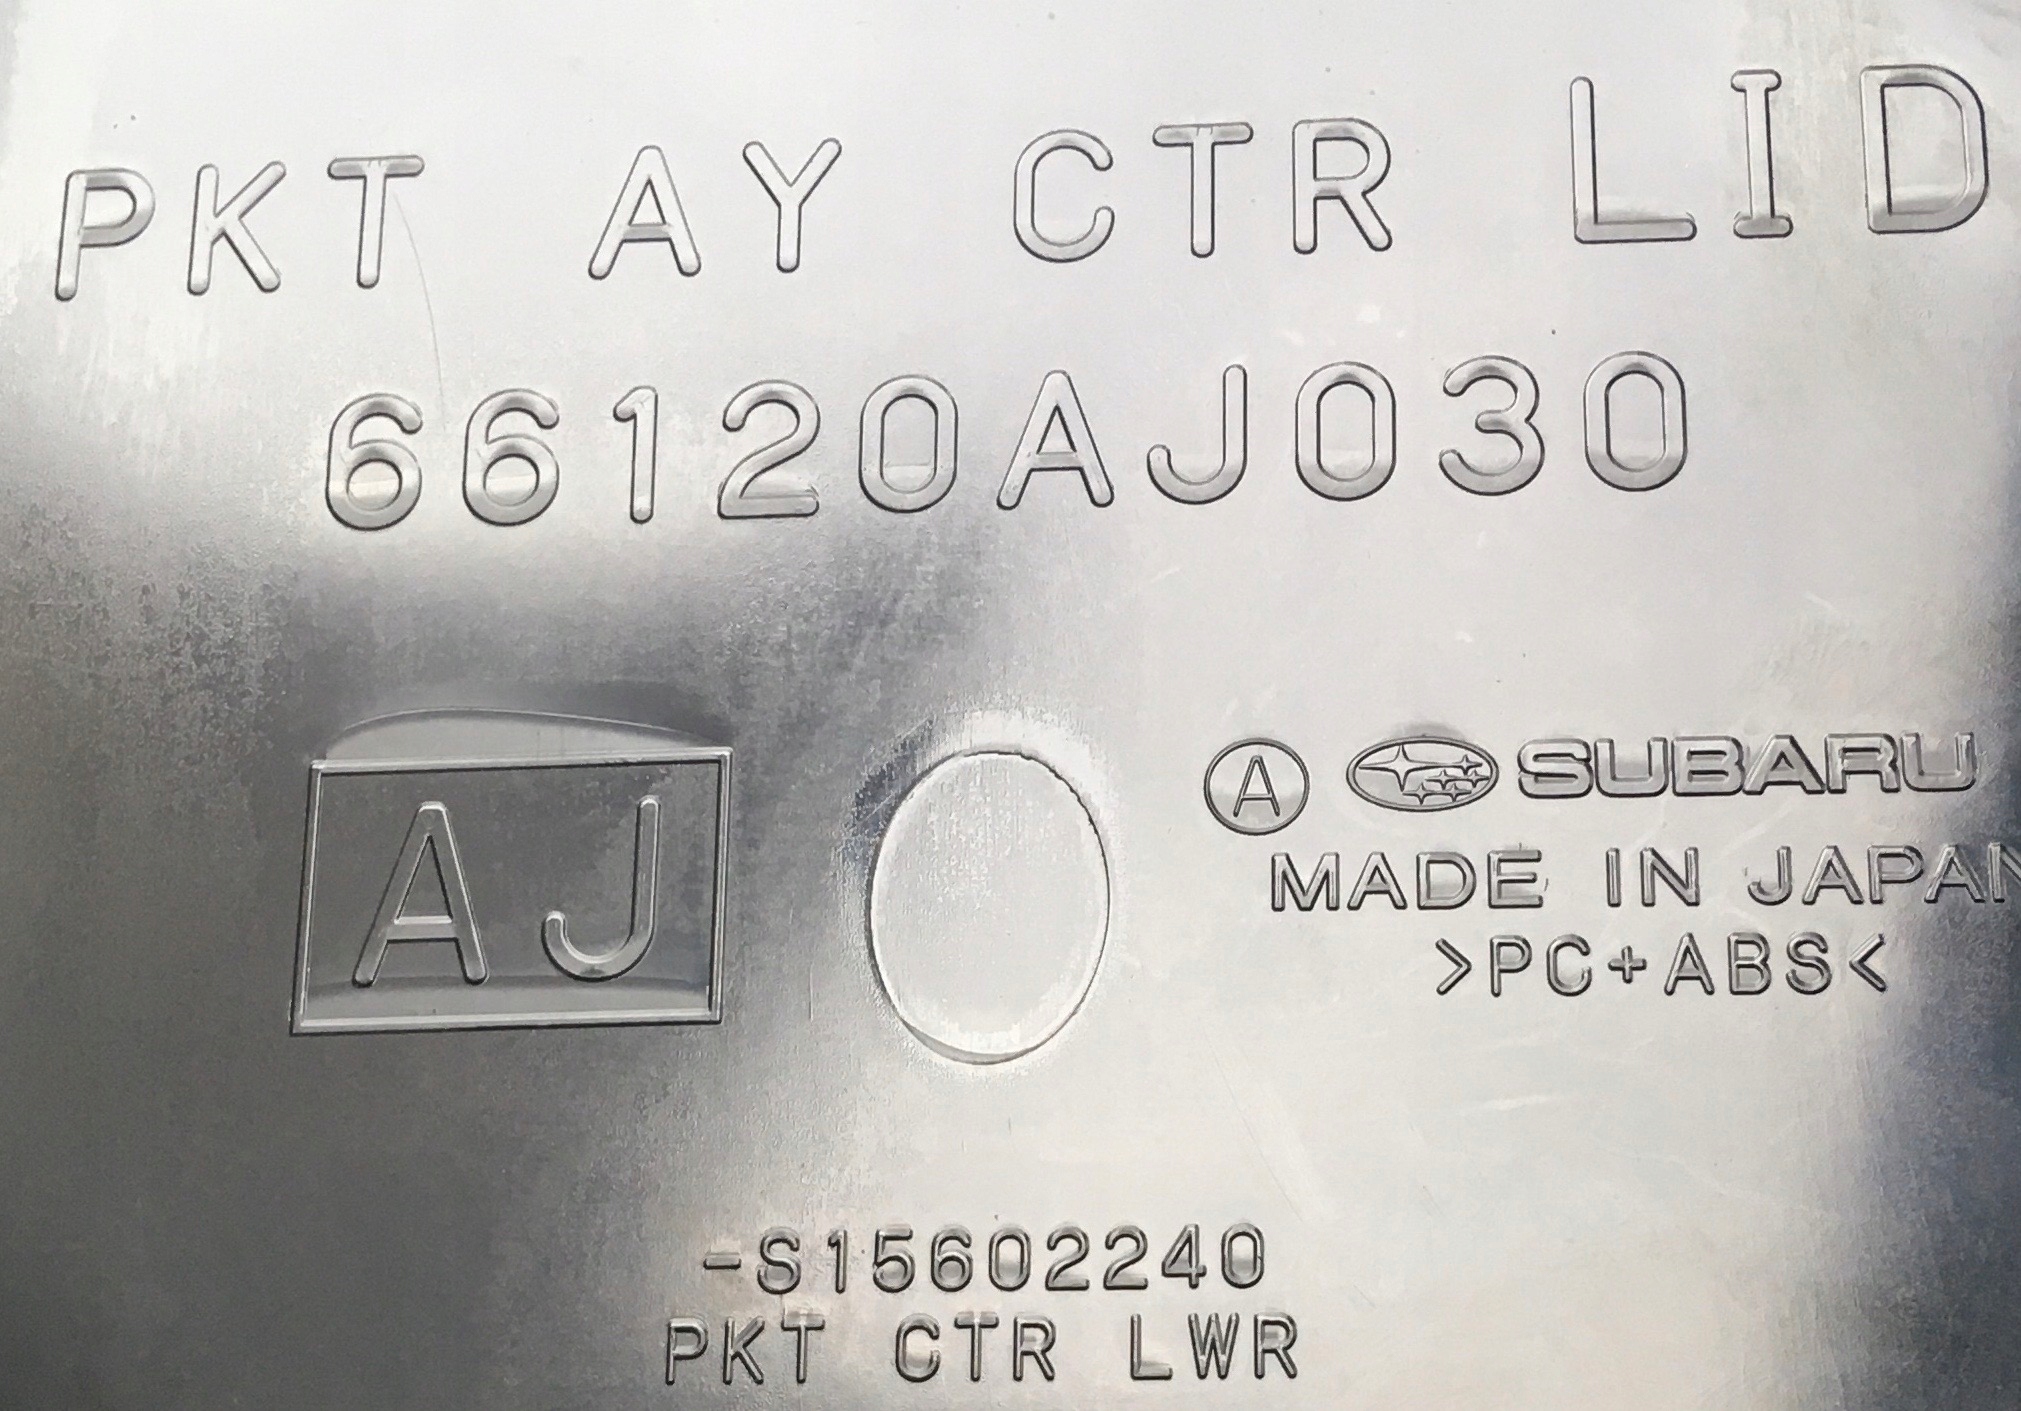 PKT AY CTR LID
66120AJ030
AJ
Ⓐ SUBARU
MADE IN JAPAN
>PC+ABS<
-S15602240
PKT CTR LWR